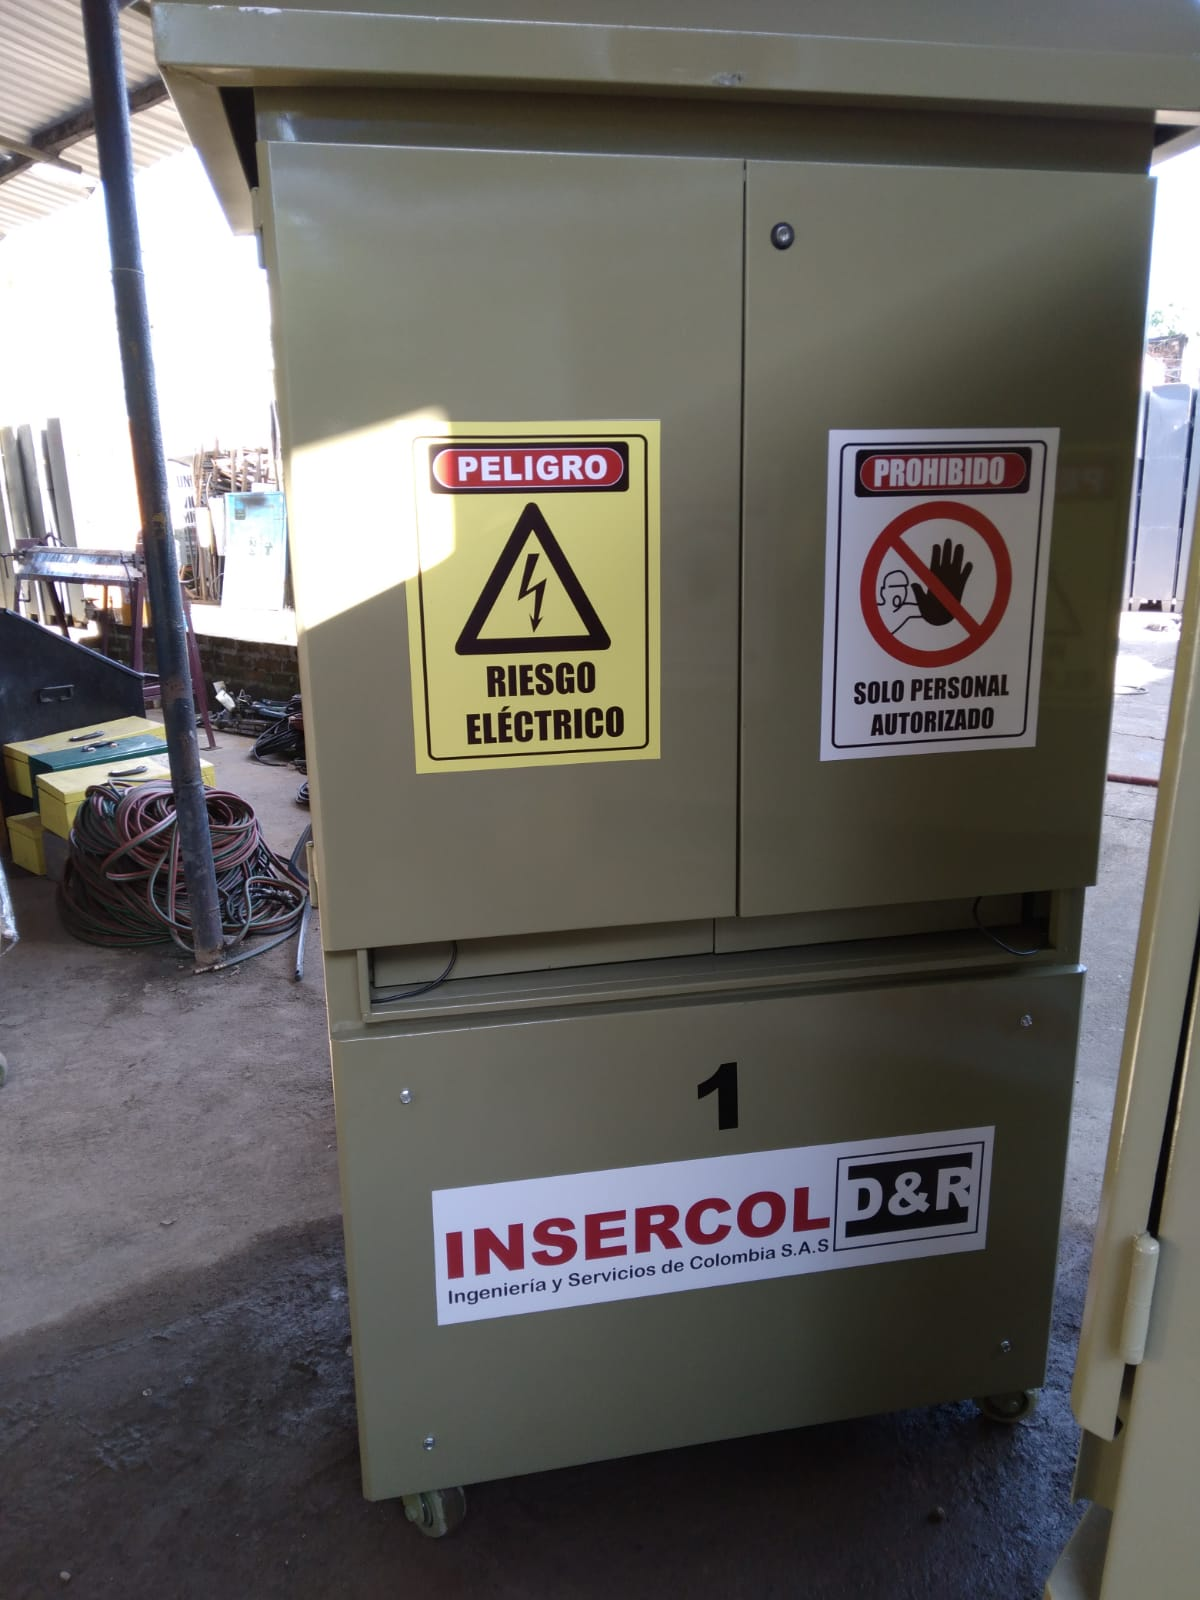 PELIGRO
RIESGO
ELÉCTRICO
PROHIBIDO
SOLO PERSONAL
AUTORIZADO
1
INSERCOL D&R
Ingeniería y Servicios de Colombia S.A.S